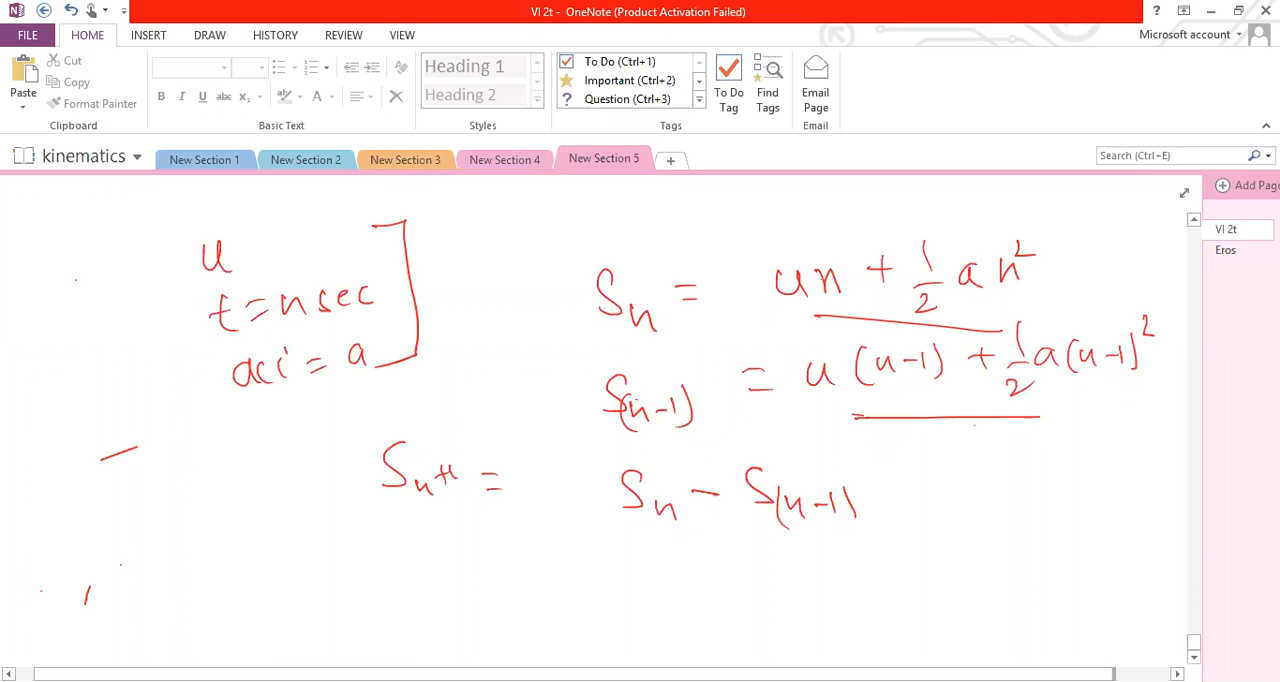 VI 2t - OneNote (Product Activation Failed)
FILE HOME INSERT DRAW HISTORY REVIEW VIEW
Microsoft account
Paste
Cut
Copy
Format Painter
Clipboard
B I U abc x₂ ab A
Basic Text
Heading 1
Heading 2
Styles
To Do (Ctrl+1)
Important (Ctrl+2)
? Question (Ctrl+3)
To Do Tag
Find Tags
Tags
Email Page
Email
kinematics
New Section 1 New Section 2 New Section 3 New Section 4 New Section 5
Search (Ctrl+E)
Add Page
VI 2t
Eros
u
t = n sec
acc = a
Sn = un + 1/2 an²
S(n-1) = u(n-1) + 1/2 a(n-1)²
Snth = Sn - S(n-1)